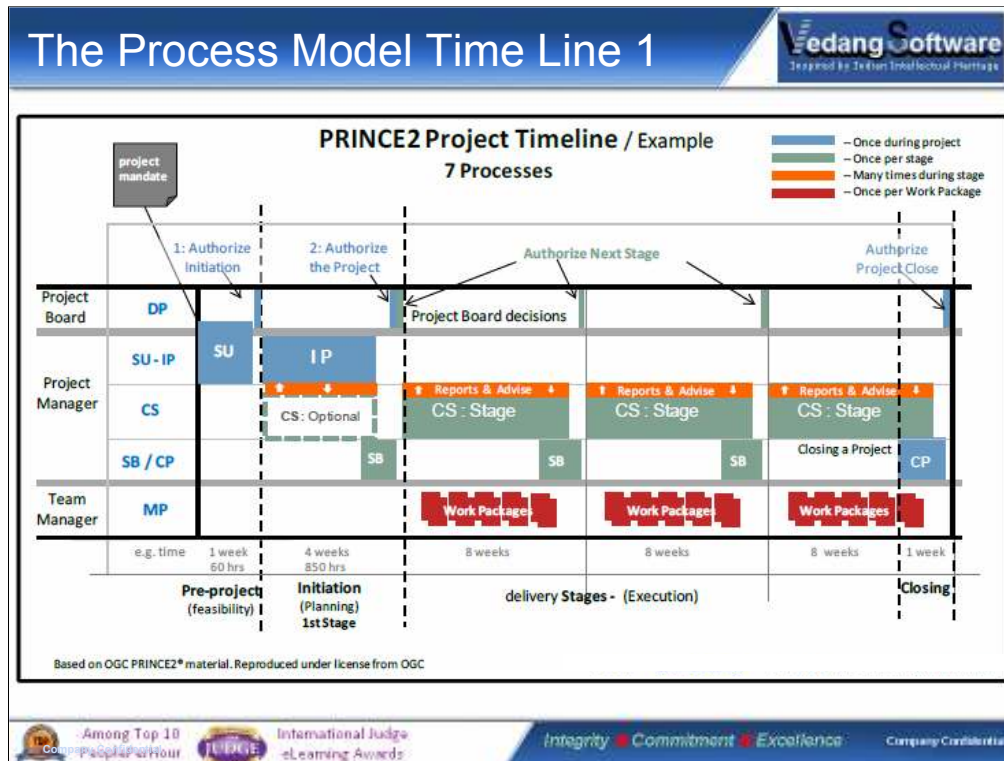 The Process Model Time Line 1
Vedang Software
Inspired by Indian Intellectual Heritage
PRINCE2 Project Timeline / Example
7 Processes
– Once during project
– Once per stage
– Many times during stage
– Once per Work Package
project
mandate
1: Authorize
Initiation
2: Authorize
the Project
Authorize Next Stage
Authorize
Project Close
Project
Board
DP
Project Board decisions
Project
Manager
SU - IP
SU
I P
CS
Reports & Advise
Reports & Advise
Reports & Advise
CS : Optional
CS : Stage
CS : Stage
CS : Stage
SB / CP
SB
SB
SB
Closing a Project
CP
Team
Manager
MP
Work Packages
Work Packages
Work Packages
e.g. time
1 week
60 hrs
4 weeks
850 hrs
8 weeks
8 weeks
8 weeks
1 week
Pre-project
(feasibility)
Initiation
(Planning)
1st Stage
delivery Stages - (Execution)
Closing
Based on OGC PRINCE2® material. Reproduced under license from OGC
Among Top 10
PeoplePerHour
JUDGE
International Judge
eLearning Awards
Integrity Commitment Excellence
Company Confidential